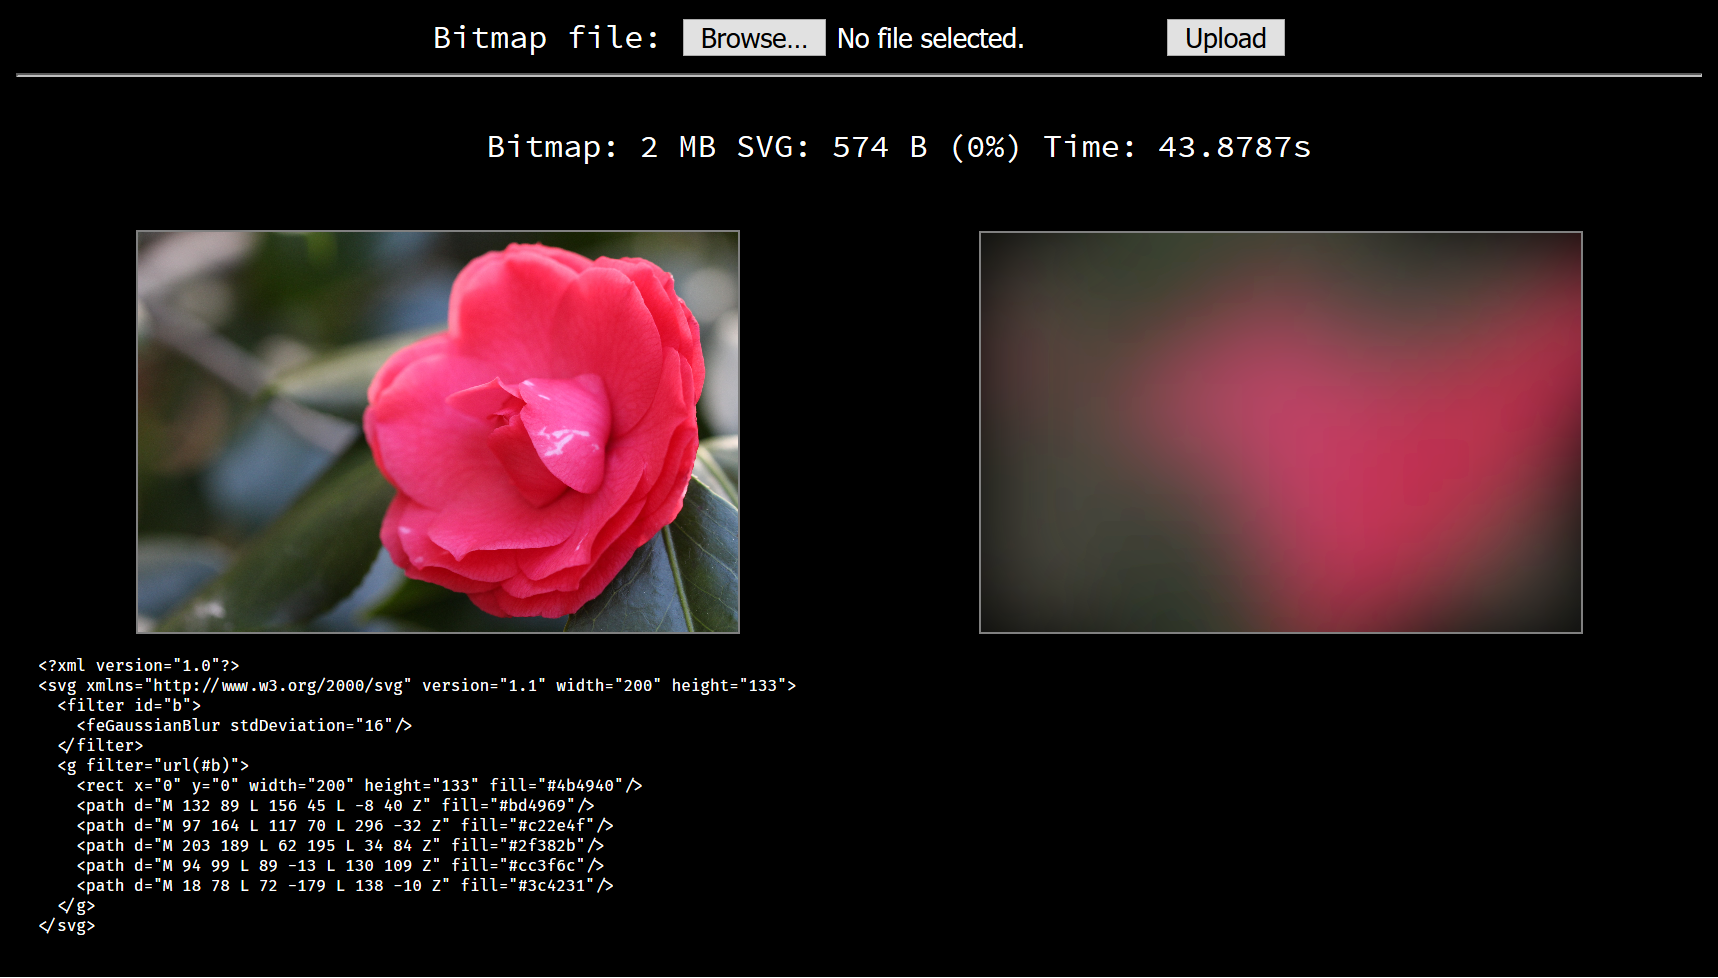 Bitmap file: Browse... No file selected. Upload
Bitmap: 2 MB SVG: 574 B (0%) Time: 43.8787s
<?xml version="1.0"?>
<svg xmlns="http://www.w3.org/2000/svg" version="1.1" width="200" height="133">
  <filter id="b">
    <feGaussianBlur stdDeviation="16"/>
  </filter>
  <g filter="url(#b)">
    <rect x="0" y="0" width="200" height="133" fill="#4b4940"/>
    <path d="M 132 89 L 156 45 L -8 40 Z" fill="#bd4969"/>
    <path d="M 97 164 L 117 70 L 296 -32 Z" fill="#c22e4f"/>
    <path d="M 203 189 L 62 195 L 34 84 Z" fill="#2f382b"/>
    <path d="M 94 99 L 89 -13 L 130 109 Z" fill="#cc3f6c"/>
    <path d="M 18 78 L 72 -179 L 138 -10 Z" fill="#3c4231"/>
  </g>
</svg>